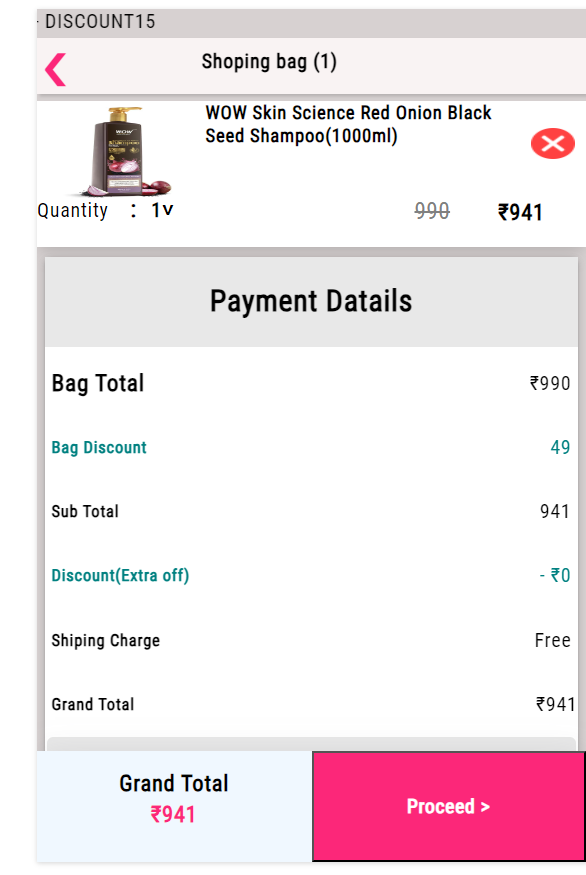 - DISCOUNT15
Shoping bag (1)
WOW Skin Science Red Onion Black
Seed Shampoo(1000ml)
WOW
Quantity : 1v 990 ₹941
Payment Datails
Bag Total ₹990
Bag Discount 49
Sub Total 941
Discount(Extra off) - ₹0
Shiping Charge Free
Grand Total ₹941
Grand Total
₹941
Proceed >